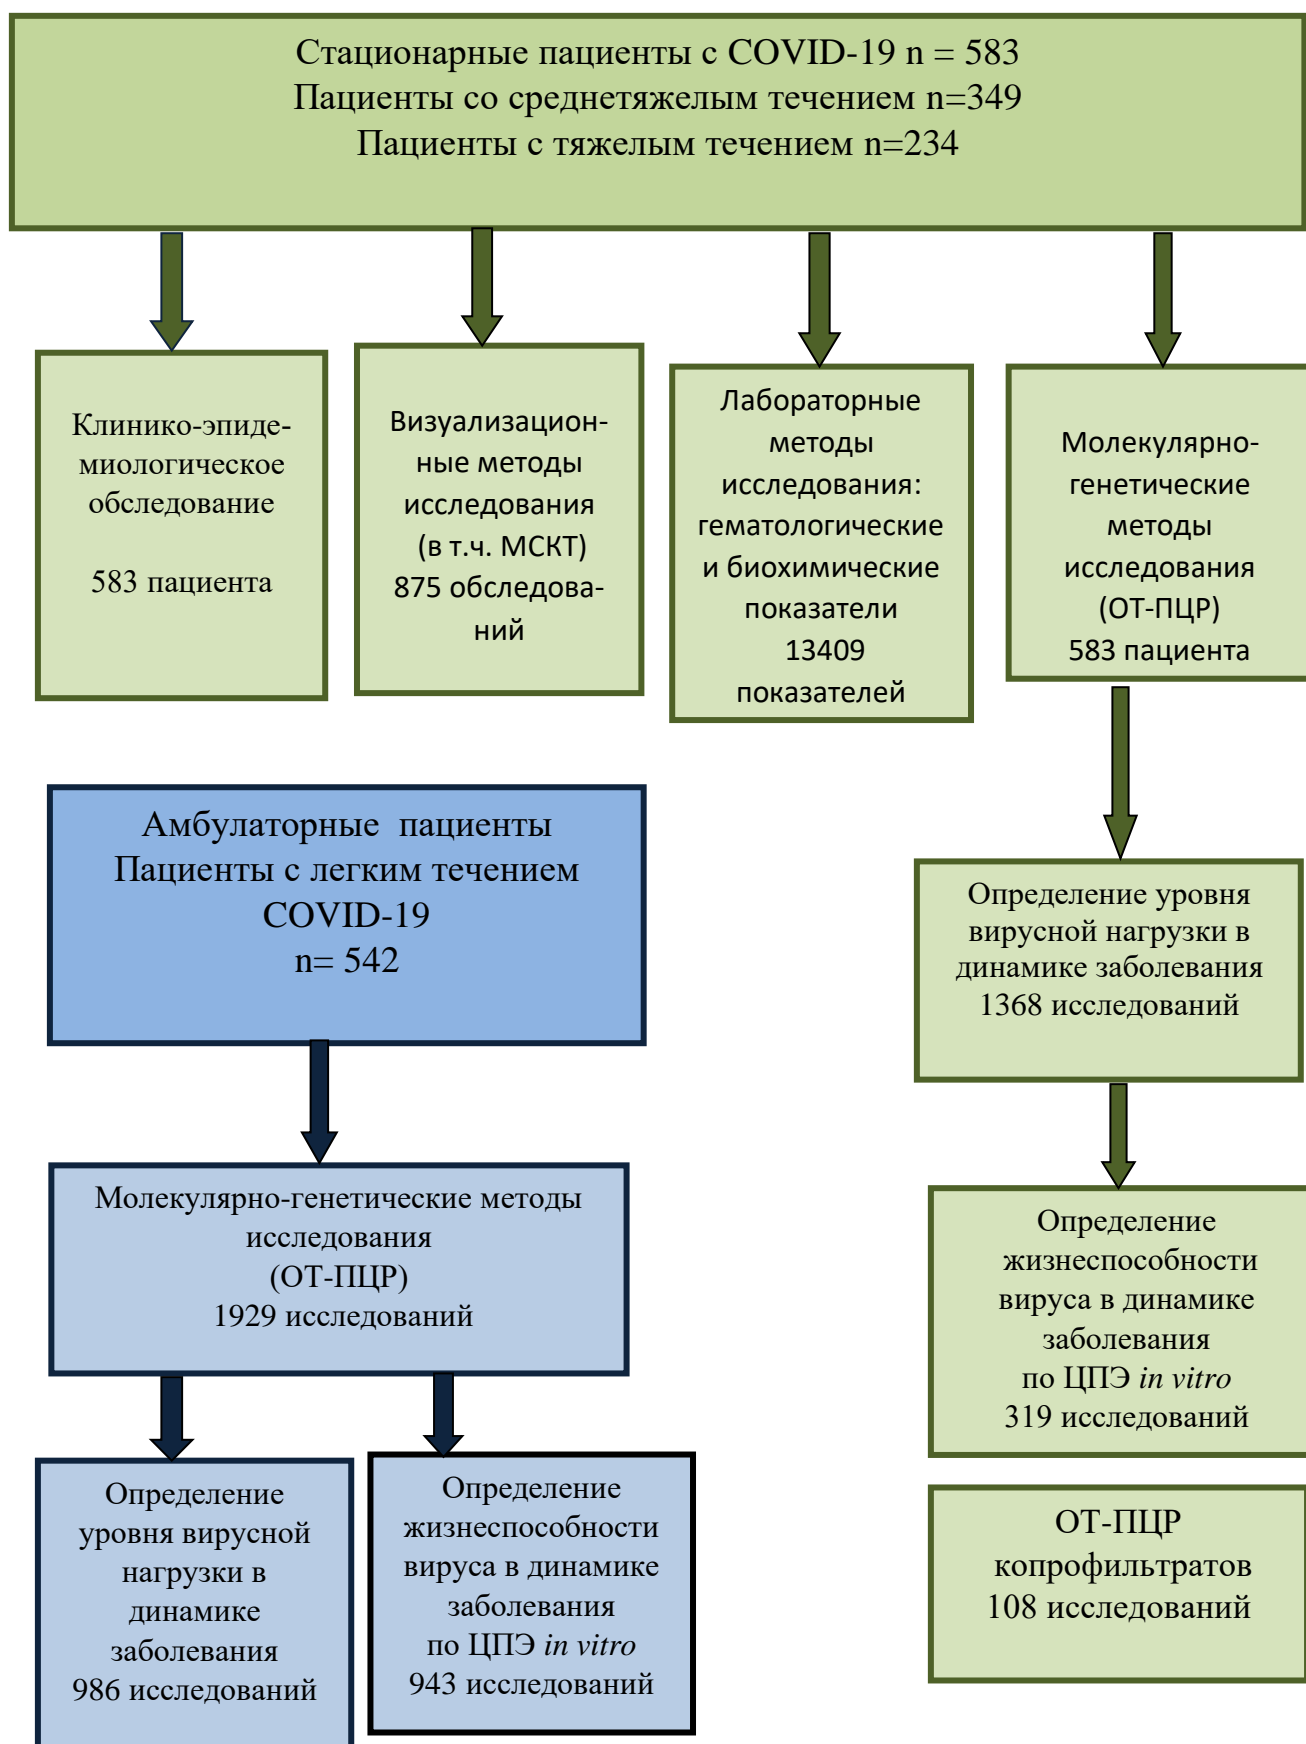 Стационарные пациенты с COVID-19 n = 583
Пациенты со среднетяжелым течением n=349
Пациенты с тяжелым течением n=234
Клинико-эпиде-
миологическое
обследование
583 пациента
Визуализацион-
ные методы
исследования
(в т.ч. МСКТ)
875 обследова-
ний
Лабораторные
методы
исследования:
гематологические
и биохимические
показатели
13409
показателей
Молекулярно-
генетические
методы
исследования
(ОТ-ПЦР)
583 пациента
Определение уровня
вирусной нагрузки в
динамике заболевания
1368 исследований
Определение
жизнеспособности
вируса в динамике
заболевания
по ЦПЭ in vitro
319 исследований
ОТ-ПЦР
копрофильтратов
108 исследований
Амбулаторные пациенты
Пациенты с легким течением
COVID-19
n= 542
Молекулярно-генетические методы
исследования
(ОТ-ПЦР)
1929 исследований
Определение
уровня вирусной
нагрузки в
динамике
заболевания
986 исследований
Определение
жизнеспособности
вируса в динамике
заболевания
по ЦПЭ in vitro
943 исследований